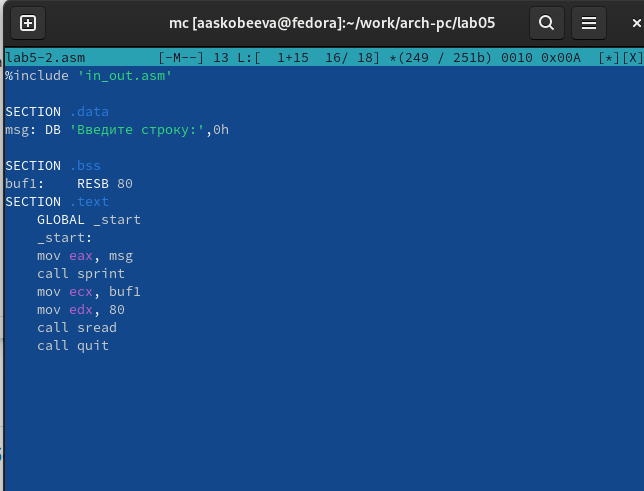 mc [aaskobeeva@fedora]:~/work/arch-pc/lab05
lab5-2.asm [-M--] 13 L:[ 1+15 16/ 18] *(249 / 251b) 0010 0x00A [*][X]
%include 'in_out.asm'
SECTION .data
msg: DB 'Введите строку:',0h
SECTION .bss
buf1: RESB 80
SECTION .text
GLOBAL _start
_start:
mov eax, msg
call sprint
mov ecx, buf1
mov edx, 80
call sread
call quit